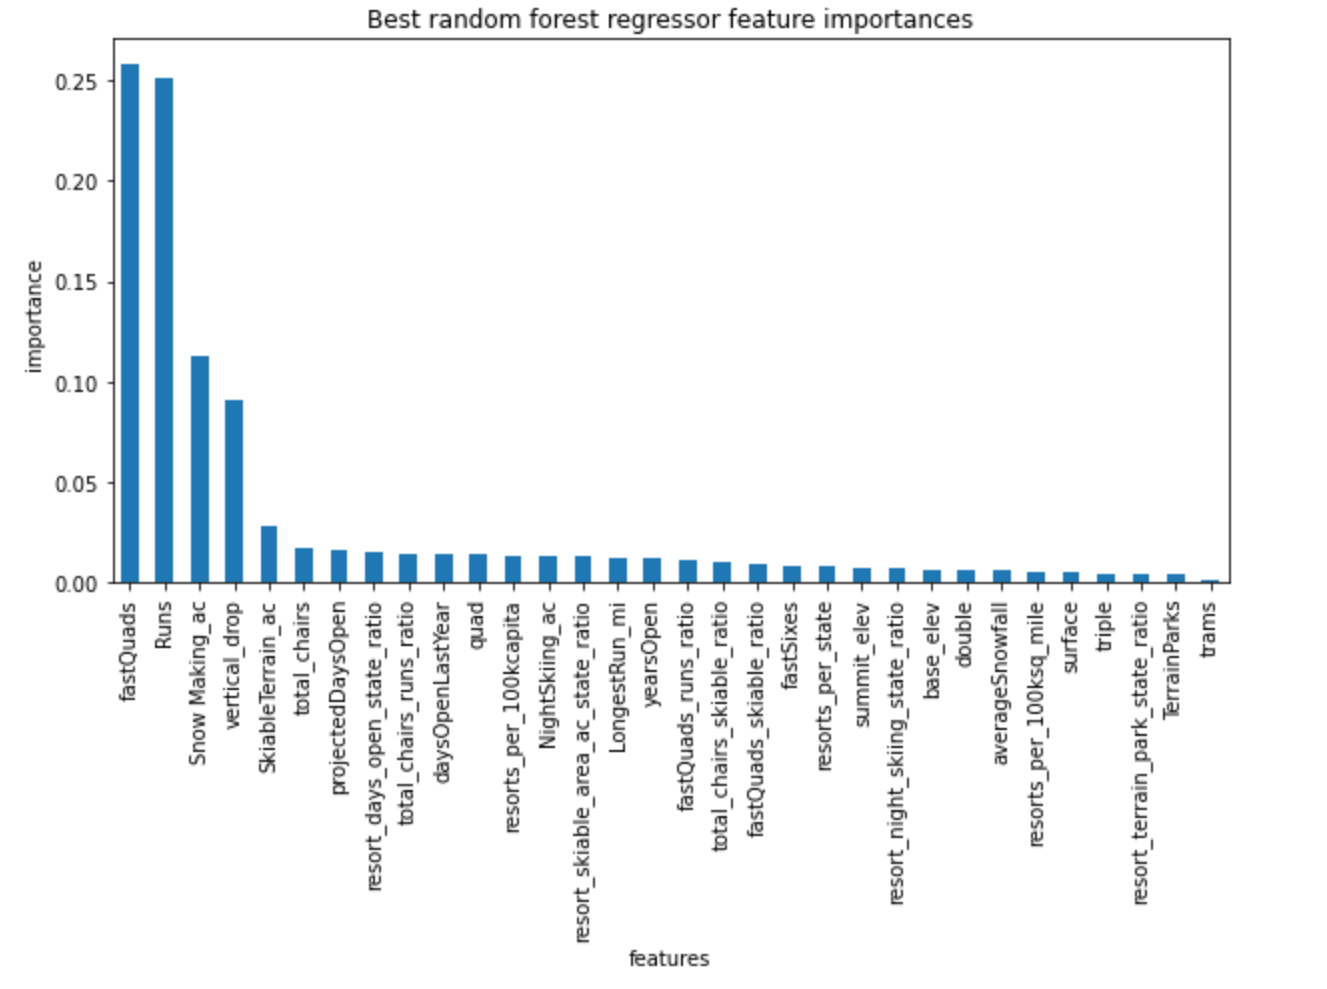 Best random forest regressor feature importances
importance
0.25
0.20
0.15
0.10
0.05
0.00
fastQuads
Runs
Snow Making_ac
vertical_drop
SkiableTerrain_ac
total_chairs
projectedDaysOpen
resort_days_open_state_ratio
total_chairs_runs_ratio
daysOpenLastYear
quad
resorts_per_100kcapita
NightSkiing_ac
resort_skiable_area_ac_state_ratio
LongestRun_mi
yearsOpen
fastQuads_runs_ratio
total_chairs_skiable_ratio
fastQuads_skiable_ratio
fastSixes
resorts_per_state
summit_elev
resort_night_skiing_state_ratio
base_elev
double
averageSnowfall
resorts_per_100ksq_mile
surface
triple
resort_terrain_park_state_ratio
TerrainParks
trams
features